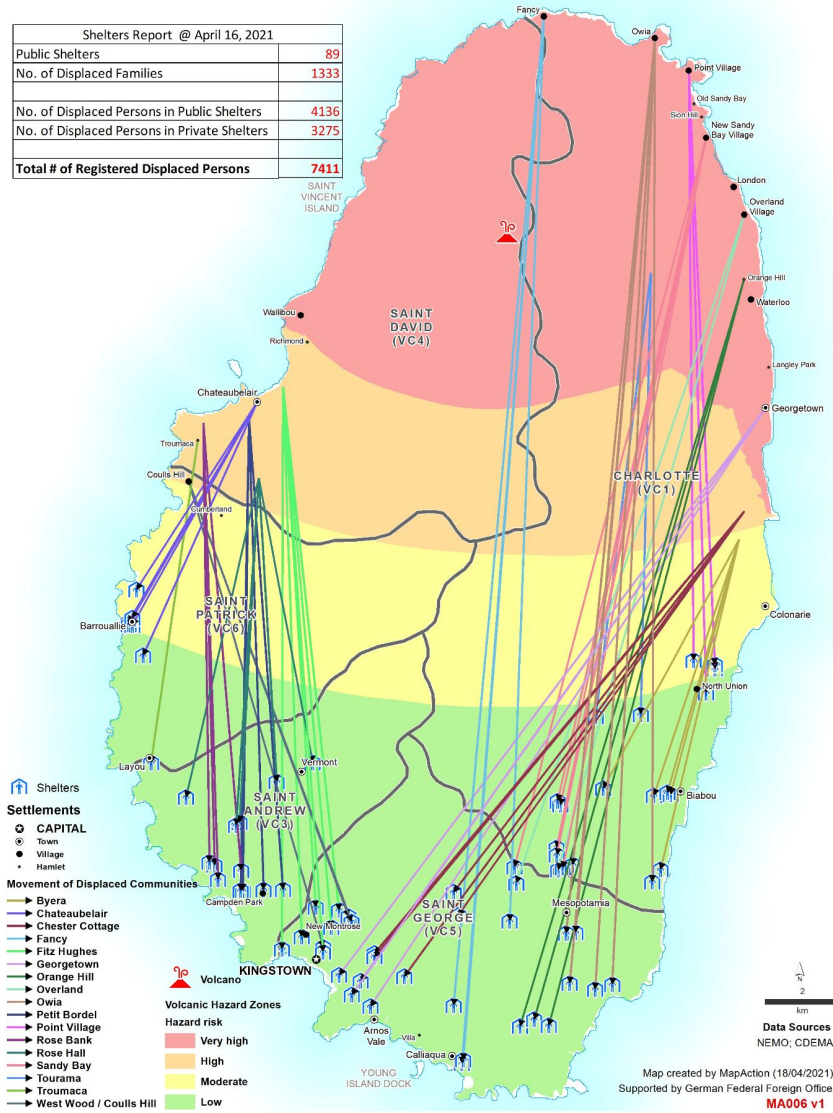 Shelters Report @ April 16, 2021
Public Shelters 89
No. of Displaced Families 1333
No. of Displaced Persons in Public Shelters 4136
No. of Displaced Persons in Private Shelters 3275
Total # of Registered Displaced Persons 7411
Fancy
Owia
Point Village
Old Sandy Bay
Sion Hill
New Sandy
Bay Village
London
Overland
Village
SAINT
VINCENT
ISLAND
Orange Hill
Waterloo
Wallibou
Richmond
SAINT
DAVID
(VC4)
Langley Park
Chateaubelair
Georgetown
Troumaca
Coulls Hill
CHARLOTTE
(VC1)
Cumberland
SAINT
PATRICK
(VC6)
Barrouallie
Colonarie
North Union
Layou
Vermont
SAINT
ANDREW
(VC3)
Biabou
Campden Park
SAINT
GEORGE
(VC5)
Mesopotamia
New Montrose
KINGSTOWN
Arnos
Vale
Villa
Calliaqua
YOUNG
ISLAND DOCK
Shelters
Settlements
CAPITAL
Town
Village
Hamlet
Movement of Displaced Communities
Byera
Chateaubelair
Chester Cottage
Fancy
Fitz Hughes
Georgetown
Orange Hill
Overland
Owia
Petit Bordel
Point Village
Rose Bank
Rose Hall
Sandy Bay
Tourama
Troumaca
West Wood / Coulls Hill
Volcano
Volcanic Hazard Zones
Hazard risk
Very high
High
Moderate
Low
N
2
km
Data Sources
NEMO; CDEMA
Map created by MapAction (18/04/2021)
Supported by German Federal Foreign Office
MA006 v1